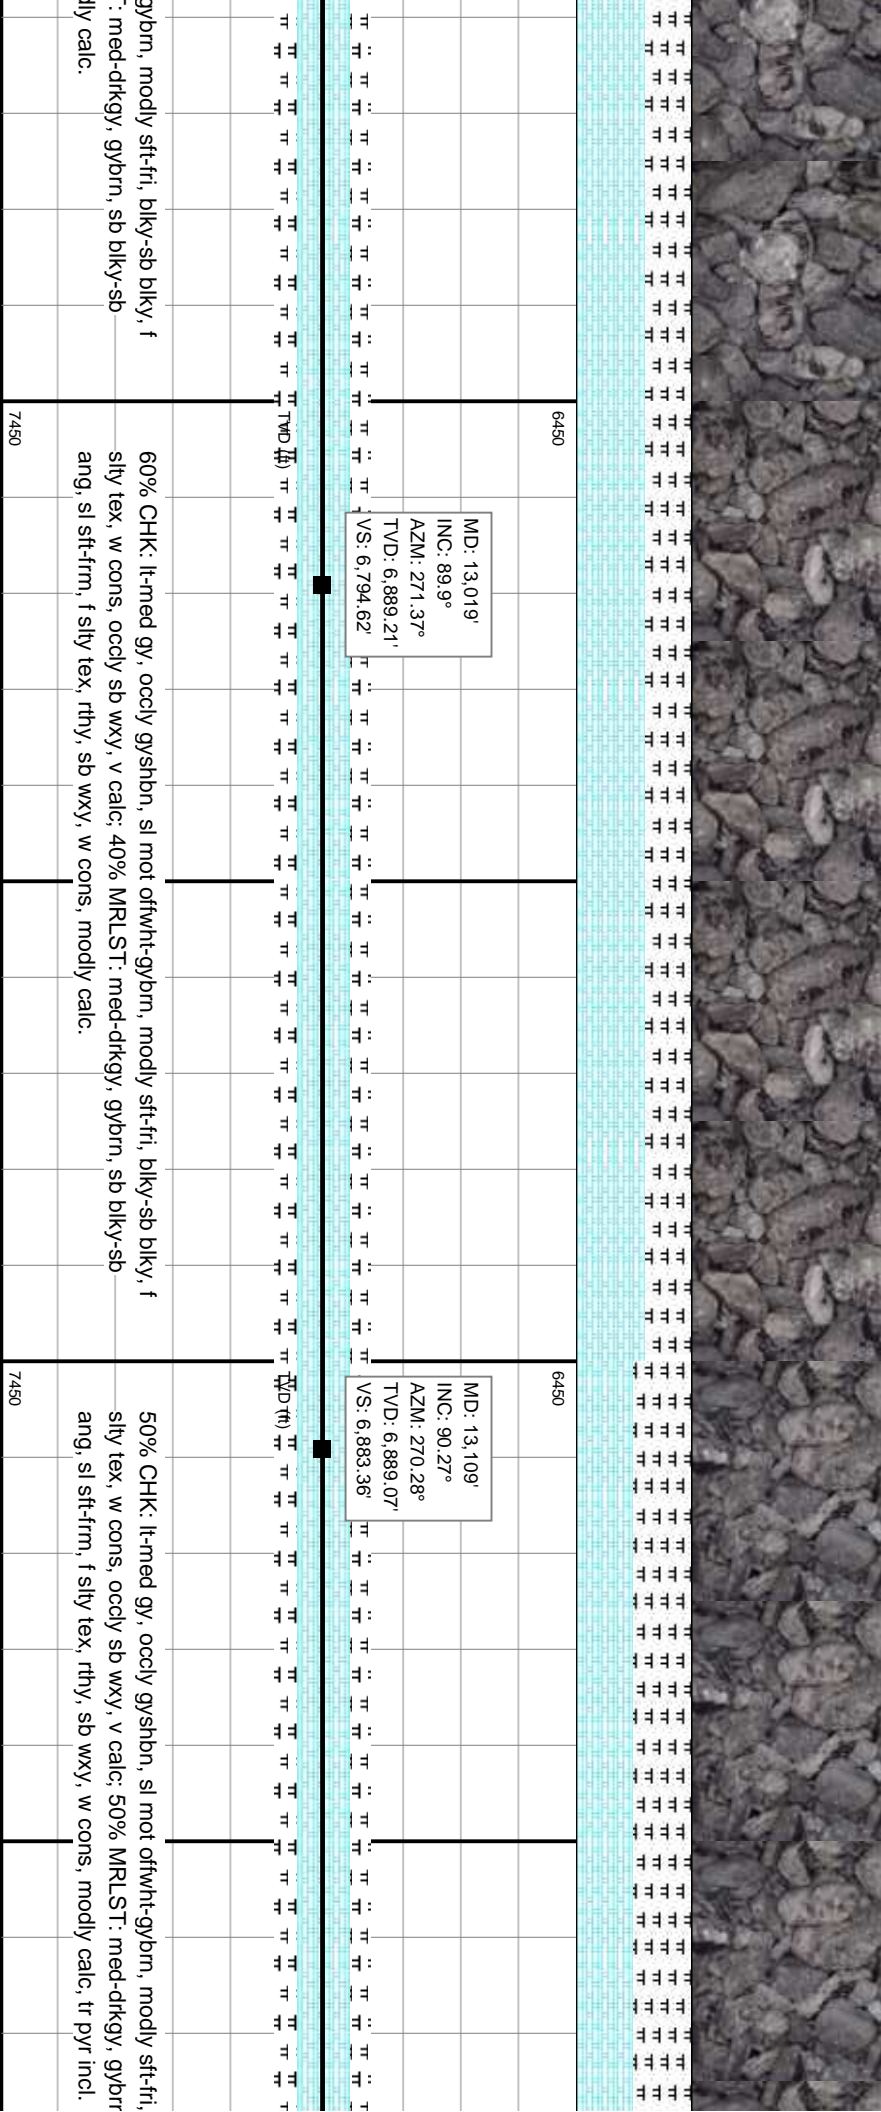 gybrn, modly sft-fri, blky-sb blky, f
: med-drkgy, gybrn, sb blky-sb
dly calc.
6450
TVD (ft)
7450
MD: 13,019'
INC: 89.9°
AZM: 271.37°
TVD: 6,889.21'
VS: 6,794.62'
60% CHK: lt-med gy, occly gyshbn, sl mot offwht-gybrn, modly sft-fri, blky-sb blky, f
slty tex, w cons, occly sb wxy, v calc; 40% MRLST: med-drkgy, gybrn, sb blky-sb
ang, sl sft-frm, f slty tex, rthy, sb wxy, w cons, modly calc.
6450
TVD (ft)
7450
MD: 13,109'
INC: 90.27°
AZM: 270.28°
TVD: 6,889.07'
VS: 6,883.36'
50% CHK: lt-med gy, occly gyshbn, sl mot offwht-gybrn, modly sft-fri,
slty tex, w cons, occly sb wxy, v calc; 50% MRLST: med-drkgy, gybrn
ang, sl sft-frm, f slty tex, rthy, sb wxy, w cons, modly calc, tr pyr incl.